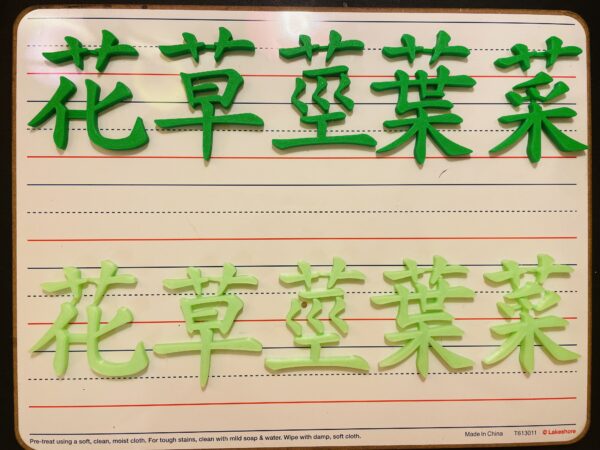 花草莖葉菜
花草莖葉菜
Pre-treat using a soft, clean, moist cloth. For tough stains, clean with mild soap & water. Wipe with damp, soft cloth. Made in China T613011 © Lakeshore